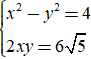 x² − y² = 4
2xy = 6√5